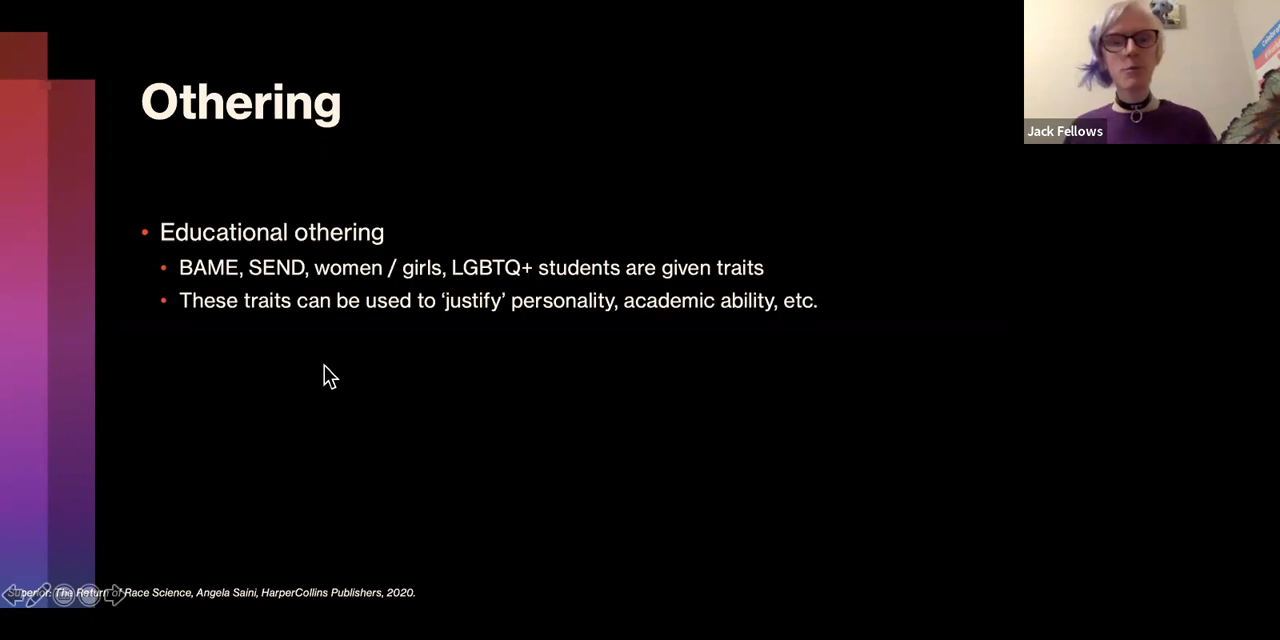 Othering
Jack Fellows
• Educational othering
• BAME, SEND, women / girls, LGBTQ+ students are given traits
• These traits can be used to ‘justify’ personality, academic ability, etc.
Superior: The Return of Race Science, Angela Saini, HarperCollins Publishers, 2020.